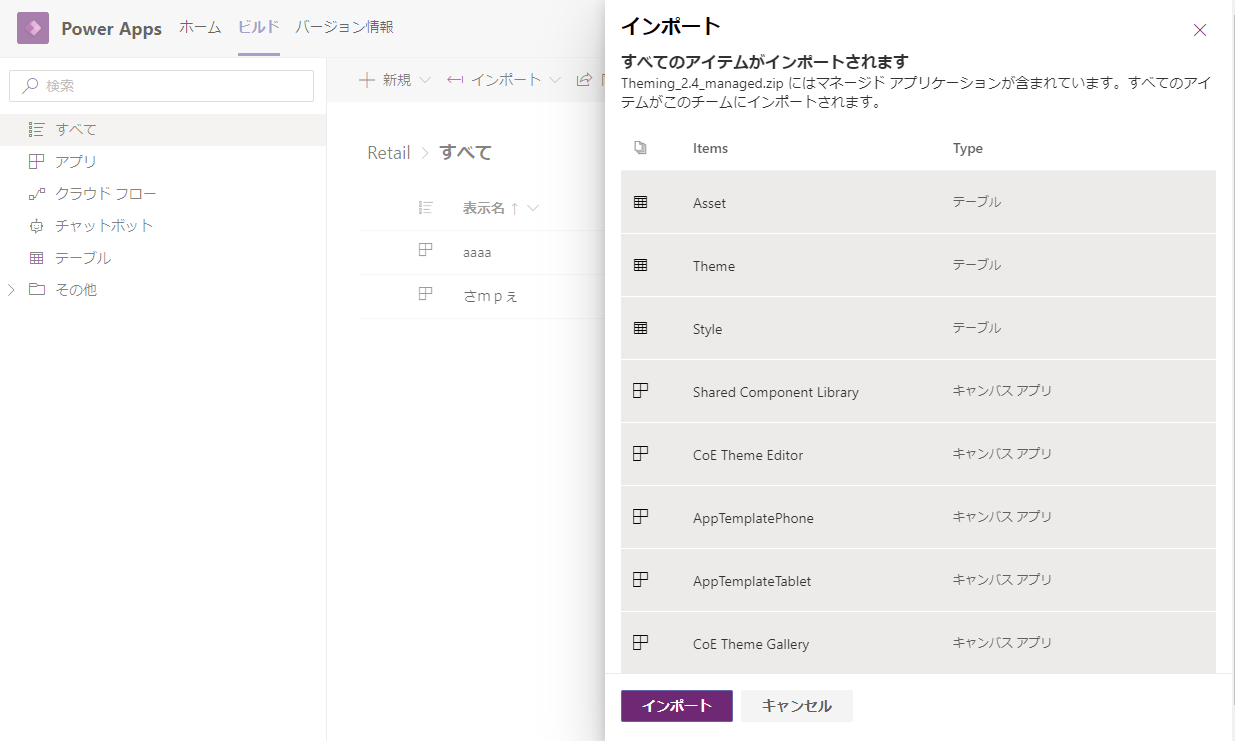 Power Apps ホーム ビルド バージョン情報
検索
すべて
アプリ
クラウド フロー
チャットボット
テーブル
その他
新規 インポート
Retail すべて
表示名 ↑
aaaa
さｍｐぇ
インポート
すべてのアイテムがインポートされます
Theming_2.4_managed.zip にはマネージド アプリケーションが含まれています。すべてのアイ
テムがこのチームにインポートされます。
Items Type
Asset テーブル
Theme テーブル
Style テーブル
Shared Component Library キャンバス アプリ
CoE Theme Editor キャンバス アプリ
AppTemplatePhone キャンバス アプリ
AppTemplateTablet キャンバス アプリ
CoE Theme Gallery キャンバス アプリ
インポート キャンセル